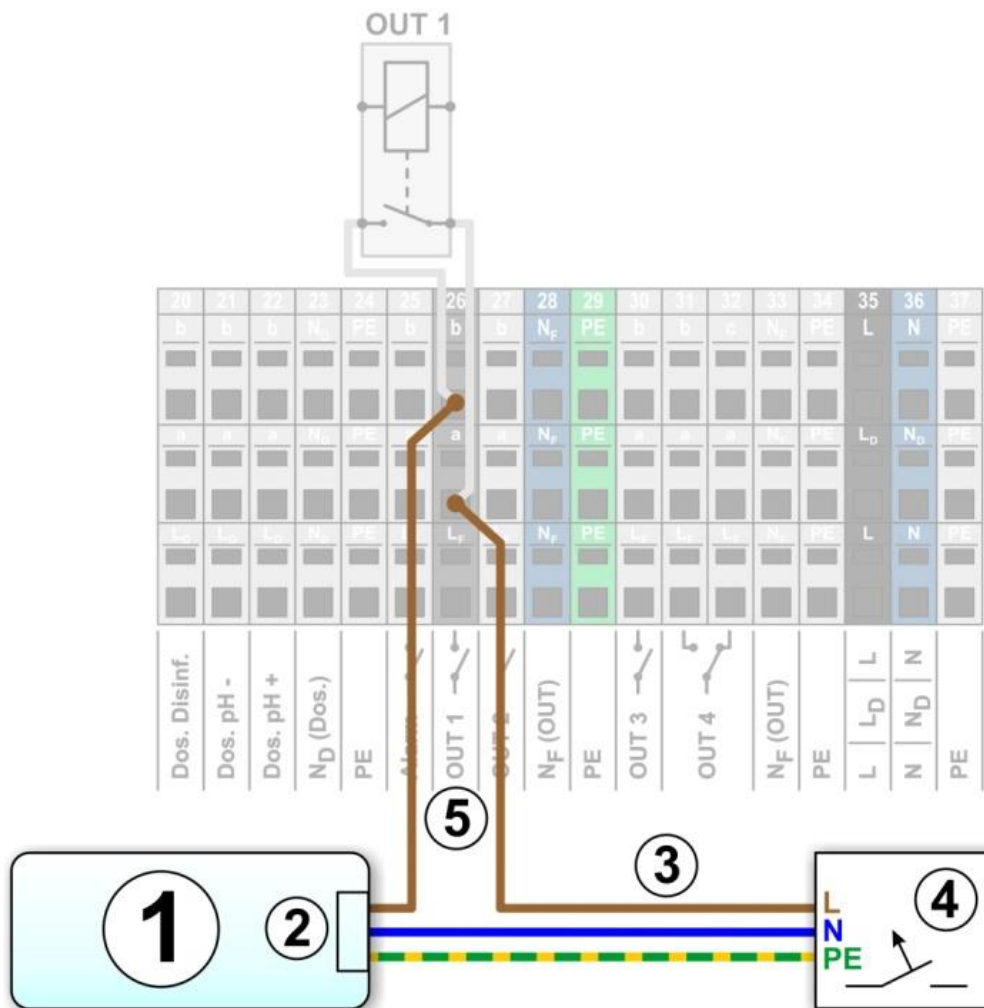 OUT 1
20 21 22 23 24 25 26 27 28 29 30 31 32 33 34 35 36 37
b b b N_D PE b b b N_F PE b b c N_F PE L N PE
a a a N_D PE a a N_F PE a a a N_F PE L_D N_D PE
L_D L_D L_D N_D PE L_F N_F PE L_F L_F L_F N_F PE L N PE
Dos. Disinf.
Dos. pH -
Dos. pH +
N_D (Dos.)
PE
Alarm
OUT 1
OUT 2
N_F (OUT)
PE
OUT 3
OUT 4
N_F (OUT)
PE
L | L_D | L
N | N_D | N
PE
5
3
1
2
4
L
N
PE